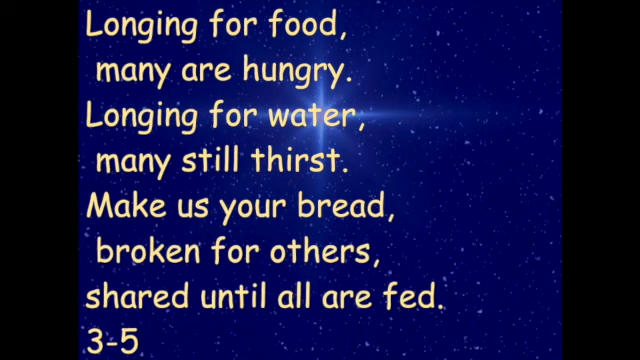 Longing for food,
many are hungry.
Longing for water,
many still thirst.
Make us your bread,
broken for others,
shared until all are fed.
3-5